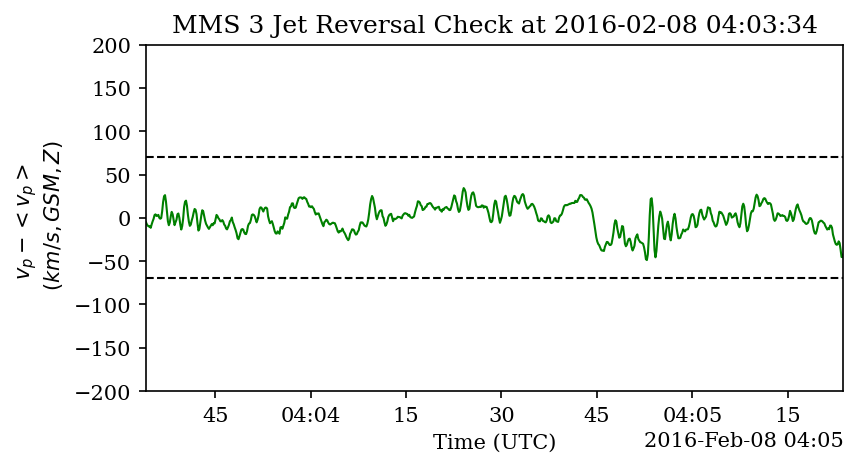 MMS 3 Jet Reversal Check at 2016-02-08 04:03:34
200
150
100
50
0
−50
−100
−150
−200
v_p − < v_p >
(km/s, GSM, Z)
45 04:04 15 30 45 04:05 15
Time (UTC)
2016-Feb-08 04:05